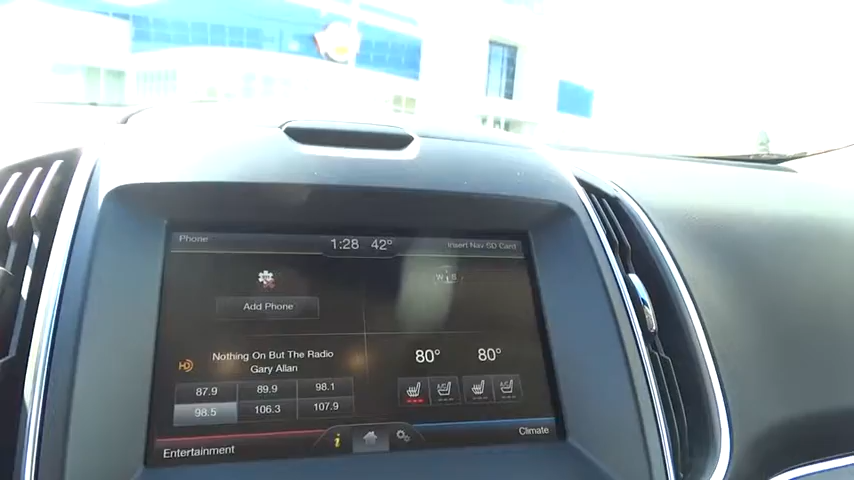 Phone 1:28 42° Insert Nav SD Card
Add Phone
W S
Nothing On But The Radio
Gary Allan
HD
80° 80°
87.9 89.9 98.1
98.5 106.3 107.9
A/C A/C
Entertainment i Climate